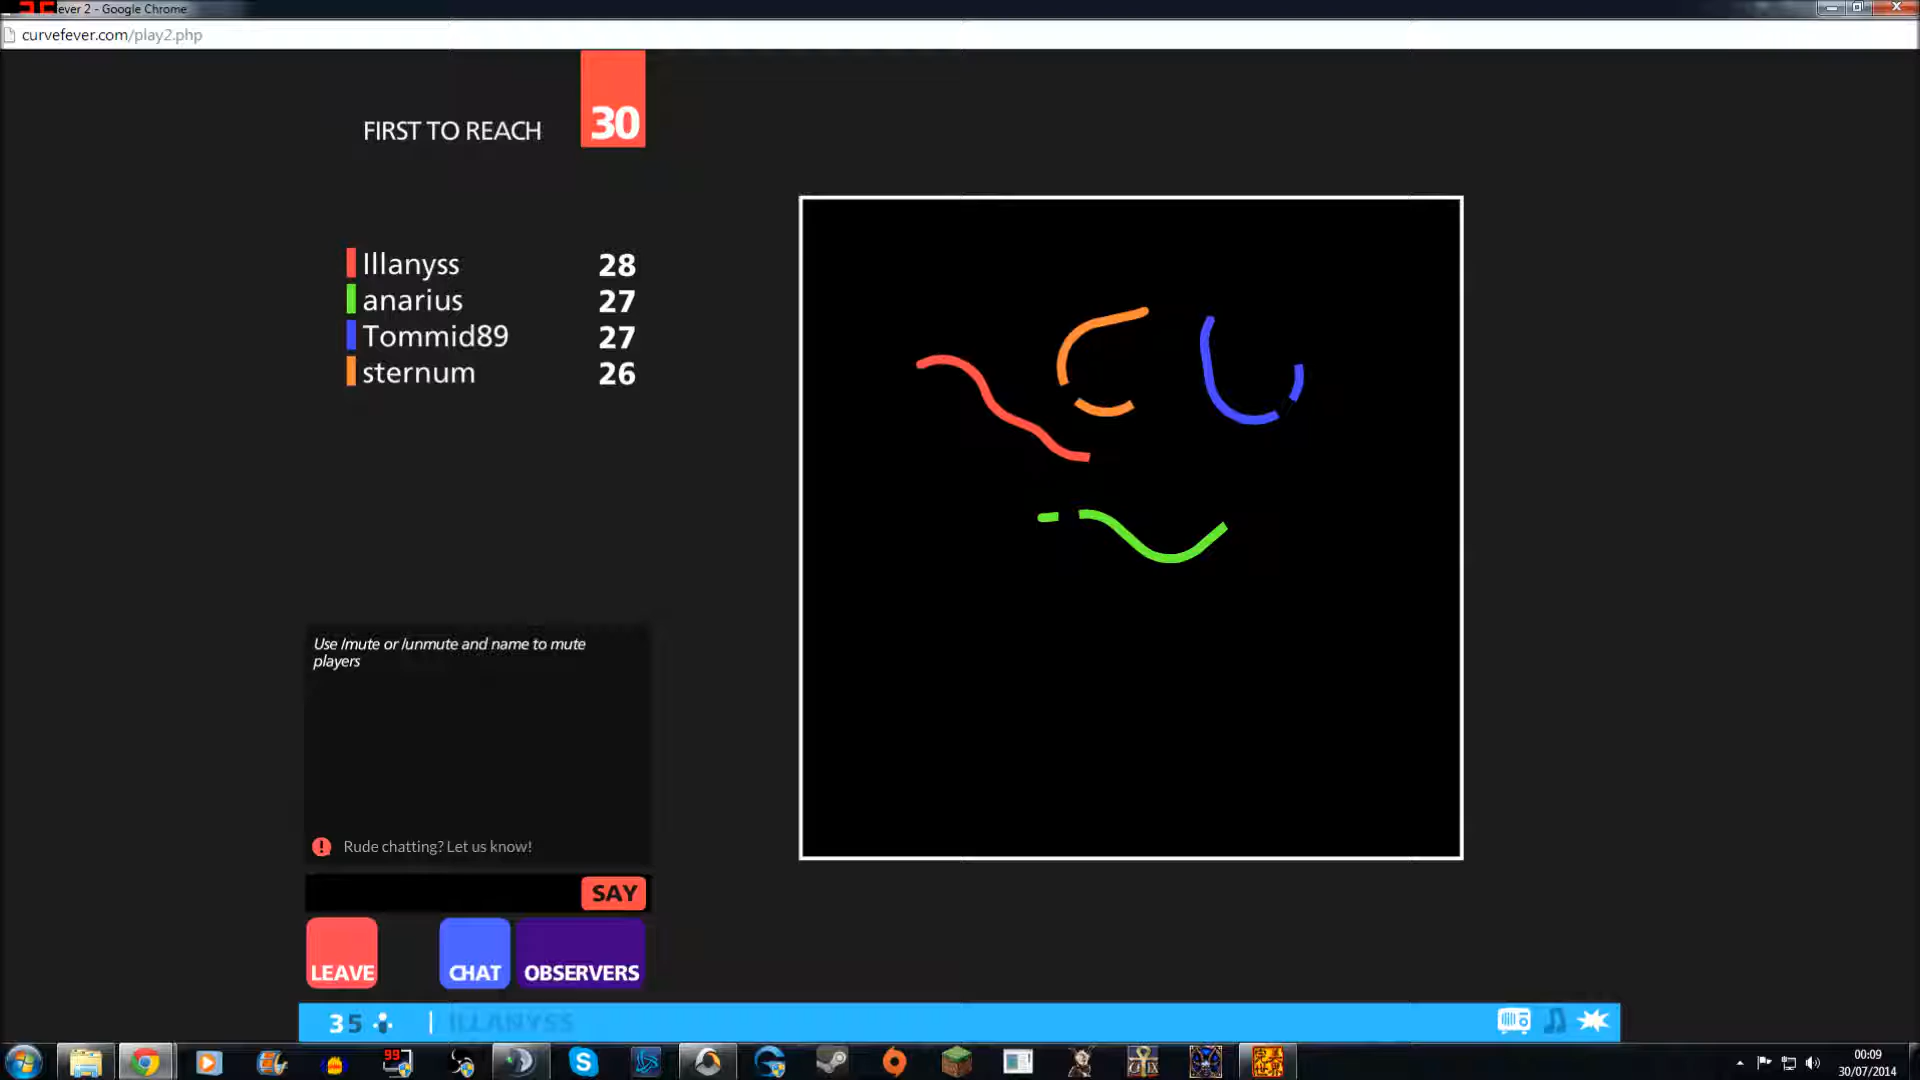 ever 2 - Google Chrome
curvefever.com/play2.php
FIRST TO REACH 30
Illanyss 28
anarius 27
Tommid89 27
sternum 26
Use /mute or /unmute and name to mute
players
Rude chatting? Let us know!
SAY
LEAVE CHAT OBSERVERS
35 ILLANYSS
99
00:09
30/07/2014